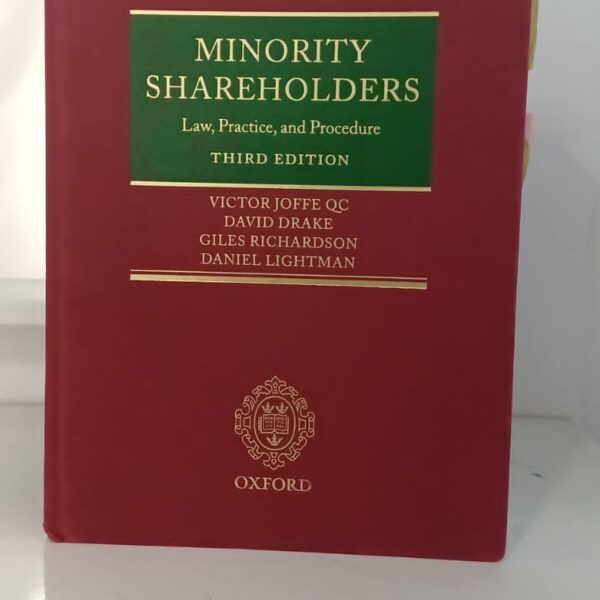 MINORITY
SHAREHOLDERS
Law, Practice, and Procedure
THIRD EDITION
VICTOR JOFFE QC
DAVID DRAKE
GILES RICHARDSON
DANIEL LIGHTMAN
OXFORD